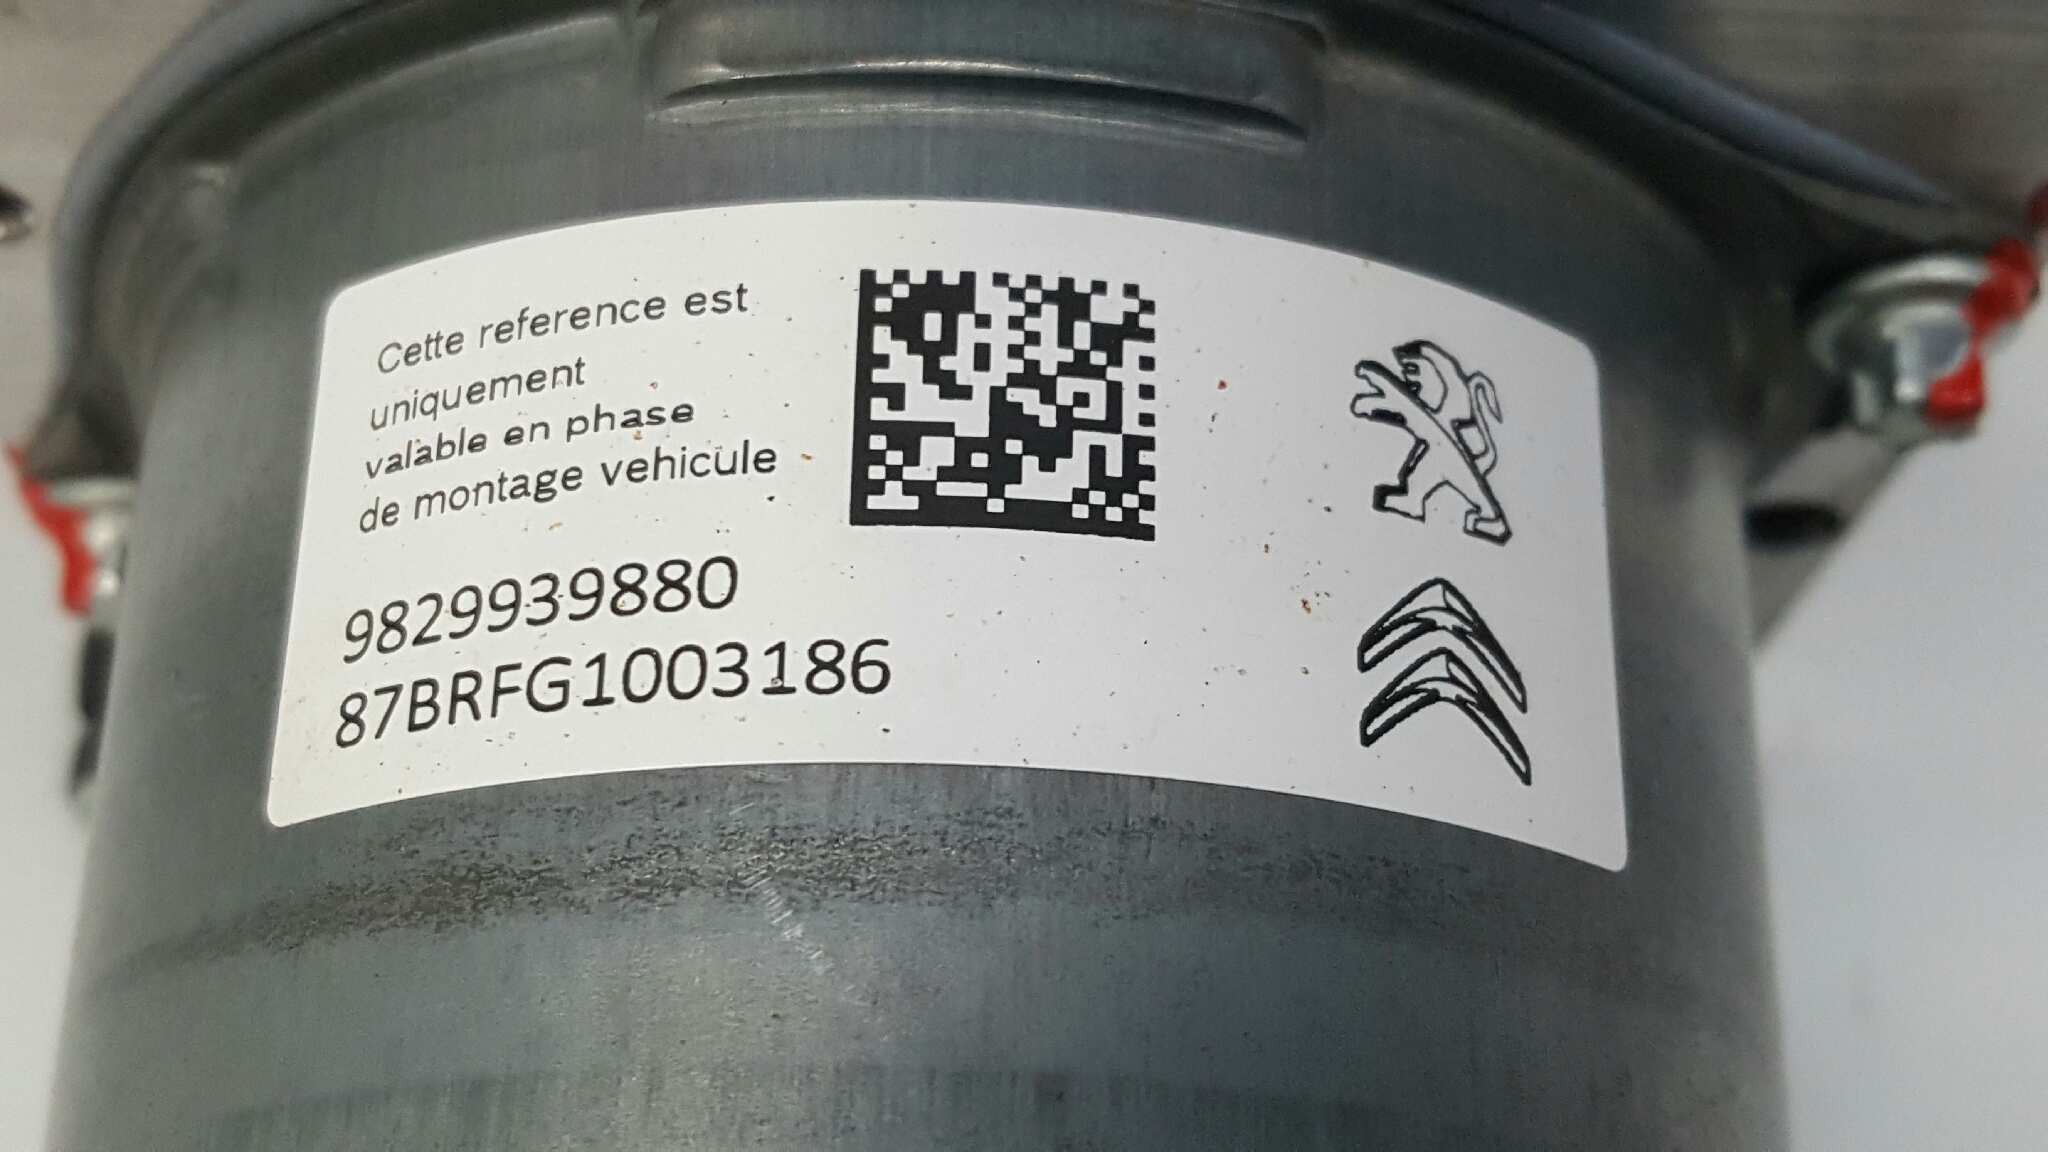 Cette reference est
uniquement
valable en phase
de montage vehicule
9829939880
87BRFG1003186